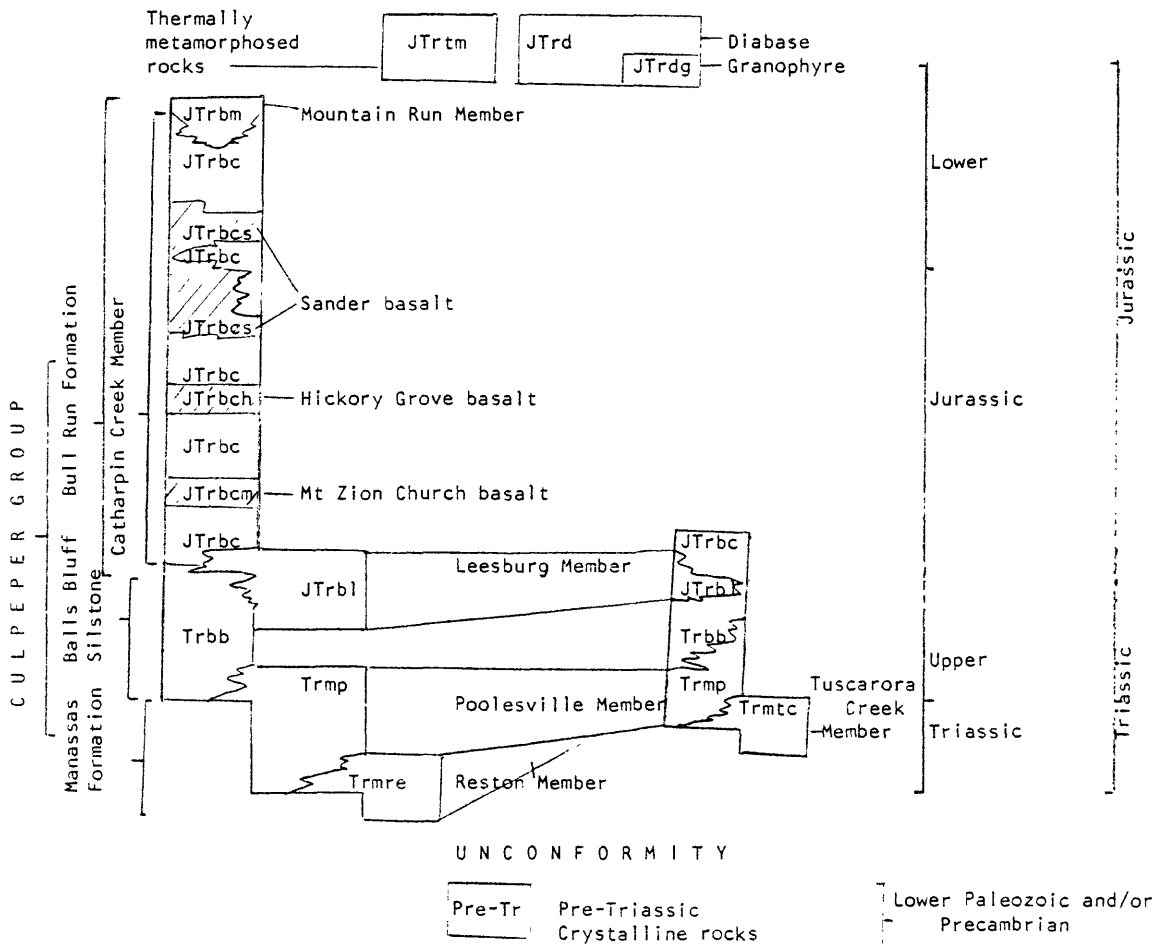 Thermally
metamorphosed
rocks
JTrtm
JTrd
JTrdg
Diabase
Granophyre
JTrbm
Mountain Run Member
JTrbc
Lower
JTrbcs
JTrbc
Sander basalt
JTrbcs
JTrbc
JTrbch
Hickory Grove basalt
Jurassic
JTrbc
JTrbcm
Mt Zion Church basalt
JTrbc
JTrbc
Leesburg Member
JTrbl
JTrbl
Trbb
Trbb
Upper
Trmp
Trmp
Tuscarora
Creek
Member
Poolesville Member
Trmtc
Triassic
Trmre
Reston Member
Jurassic
Triassic
CULPEPER GROUP
Bull Run Formation
Catharpin Creek Member
Balls Bluff
Silstone
Manassas
Formation
UNCONFORMITY
Pre-Tr
Pre-Triassic
Crystalline rocks
Lower Paleozoic and/or
Precambrian